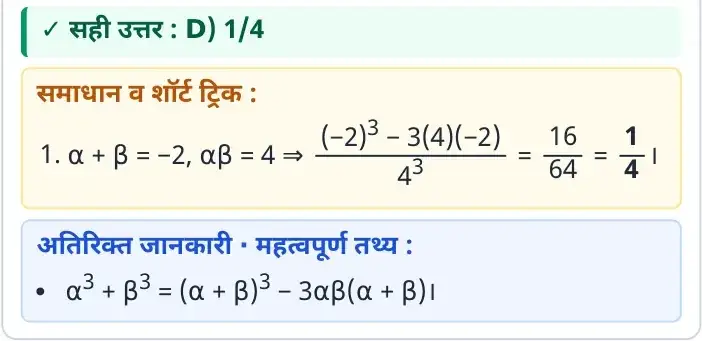 ✓ सही उत्तर : D) 1/4
समाधान व शॉर्ट ट्रिक :
1. α + β = −2, αβ = 4 ⇒ ((−2)³ − 3(4)(−2))/4³ = 16/64 = 1/4।
अतिरिक्त जानकारी · महत्वपूर्ण तथ्य :
• α³ + β³ = (α + β)³ − 3αβ(α + β)।